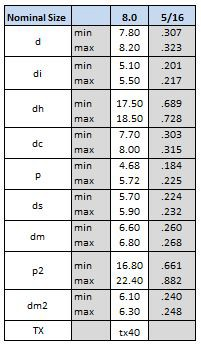 Nominal Size 8.0 5/16
d min 7.80 .307
max 8.20 .323
di min 5.10 .201
max 5.50 .217
dh min 17.50 .689
max 18.50 .728
dc min 7.70 .303
max 8.00 .315
p min 4.68 .184
max 5.72 .225
ds min 5.70 .224
max 5.90 .232
dm min 6.60 .260
max 6.80 .268
p2 min 16.80 .661
max 22.40 .882
dm2 min 6.10 .240
max 6.30 .248
TX tx40